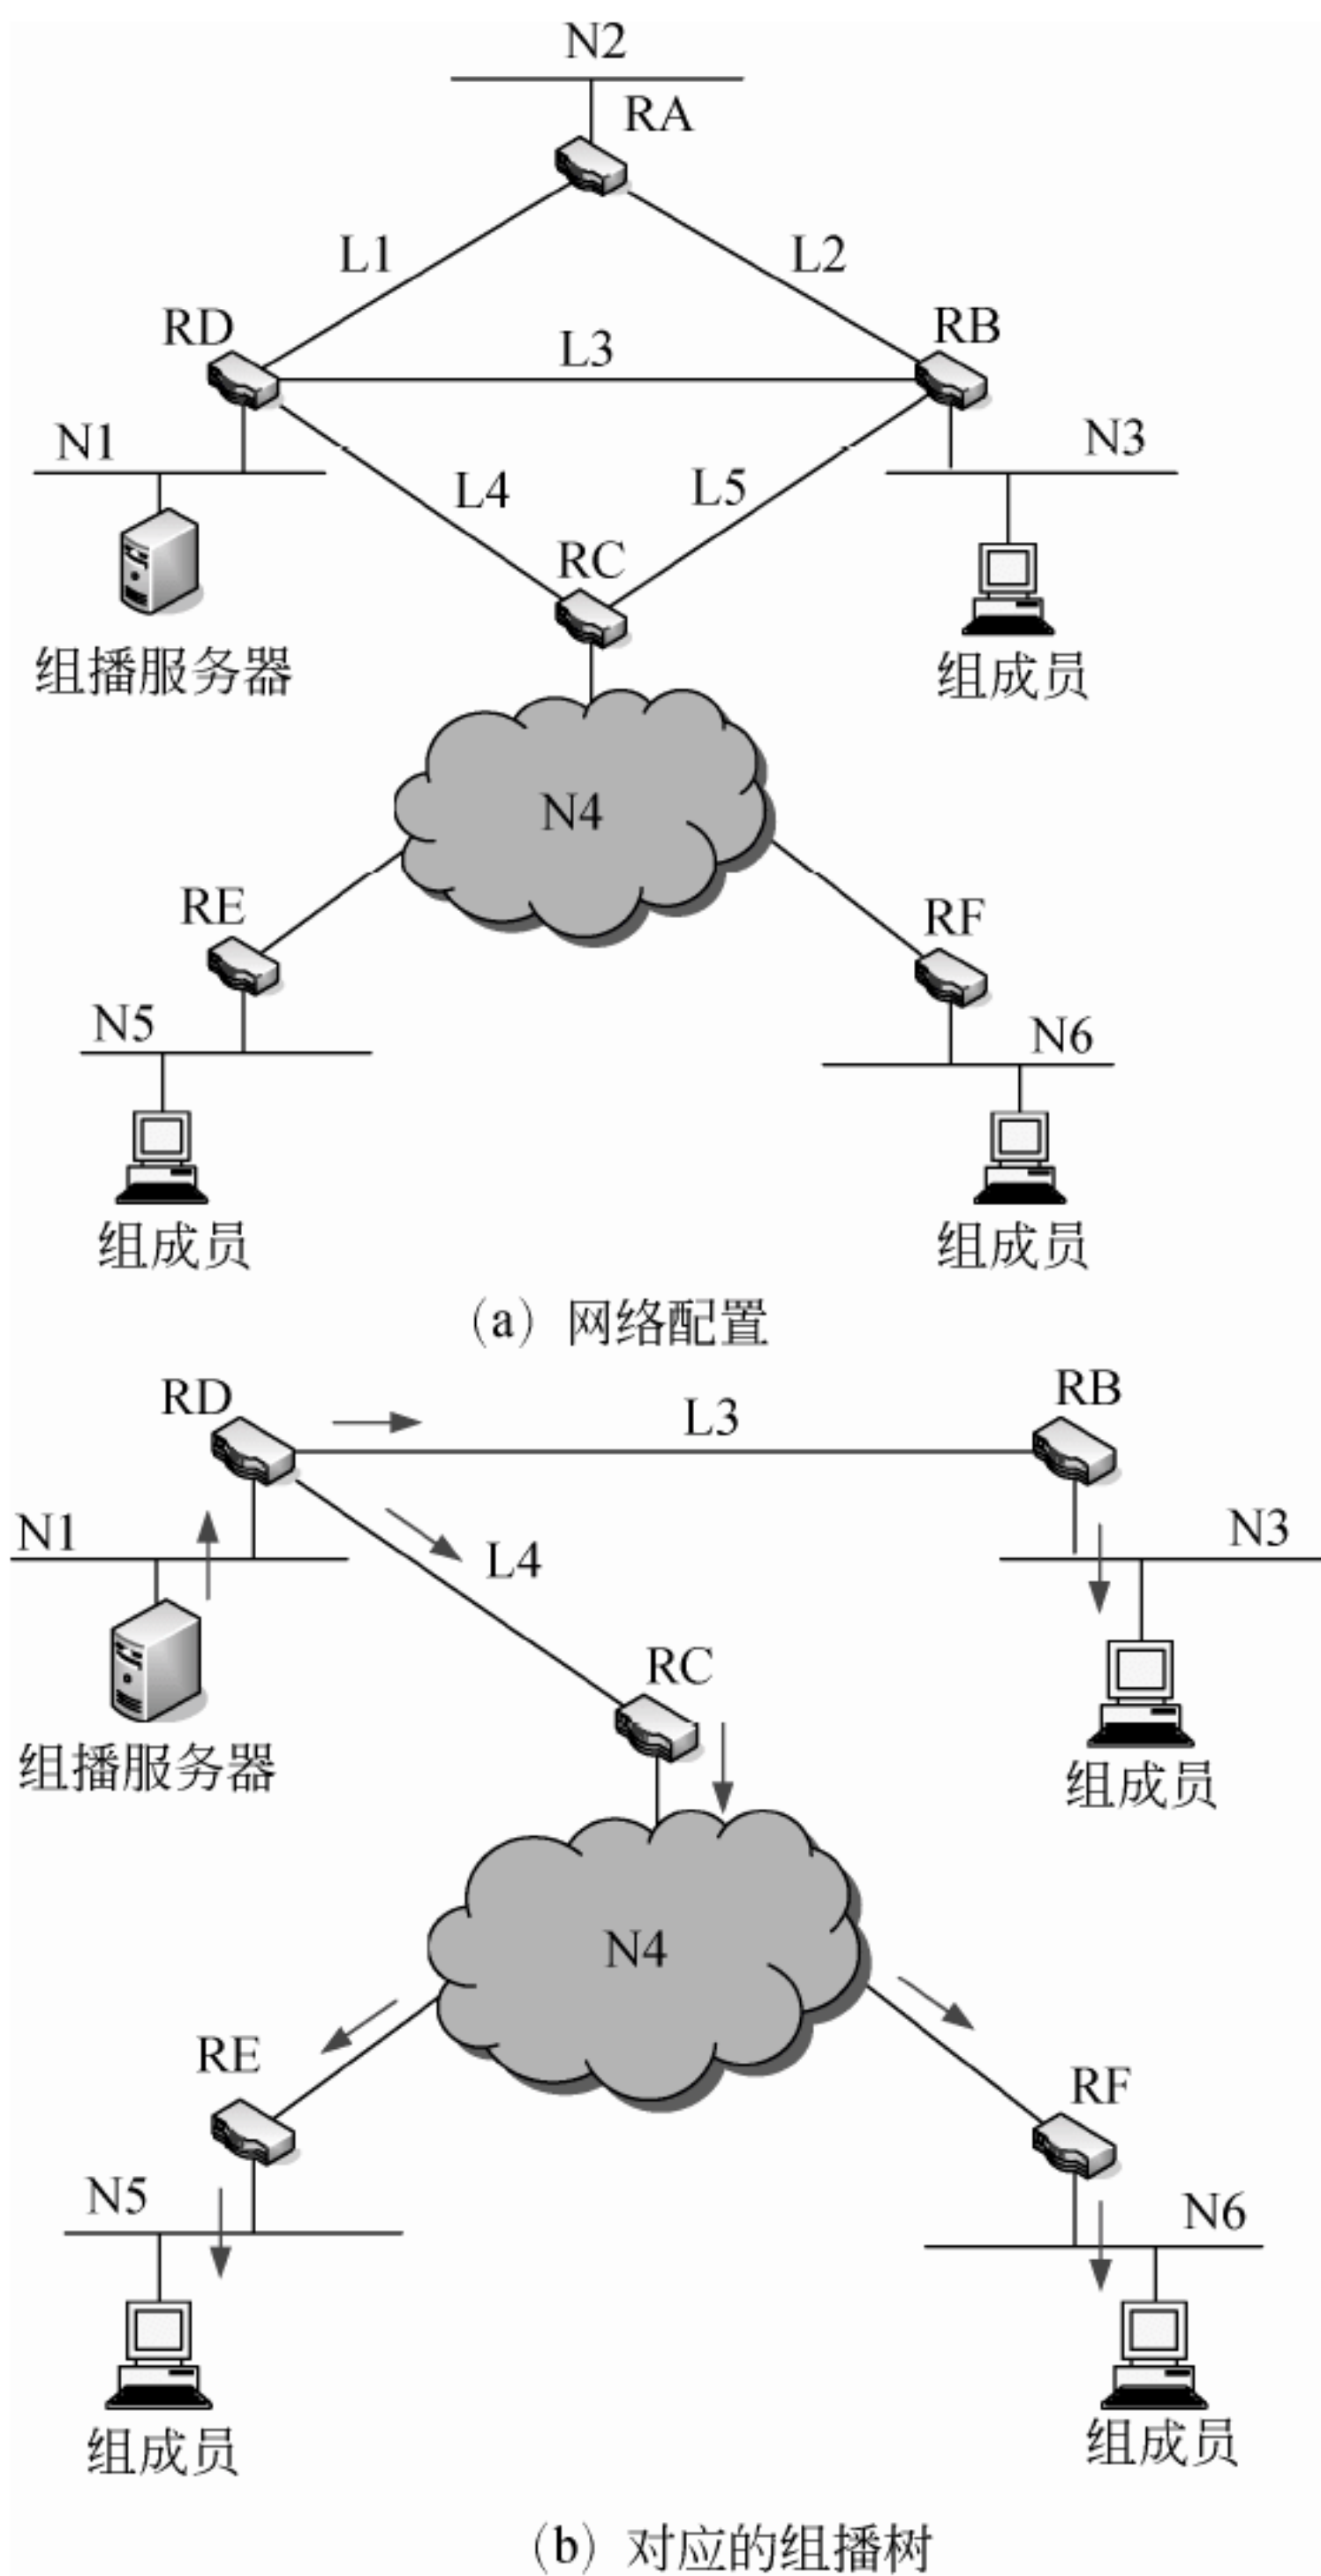 N2
RA
L1
L2
RD
RB
L3
N1
N3
L4
L5
RC
组播服务器
组成员
N4
RE
RF
N5
N6
组成员
组成员
(a) 网络配置
RD
L3
RB
N1
N3
L4
RC
组播服务器
组成员
N4
RE
RF
N5
N6
组成员
组成员
(b) 对应的组播树